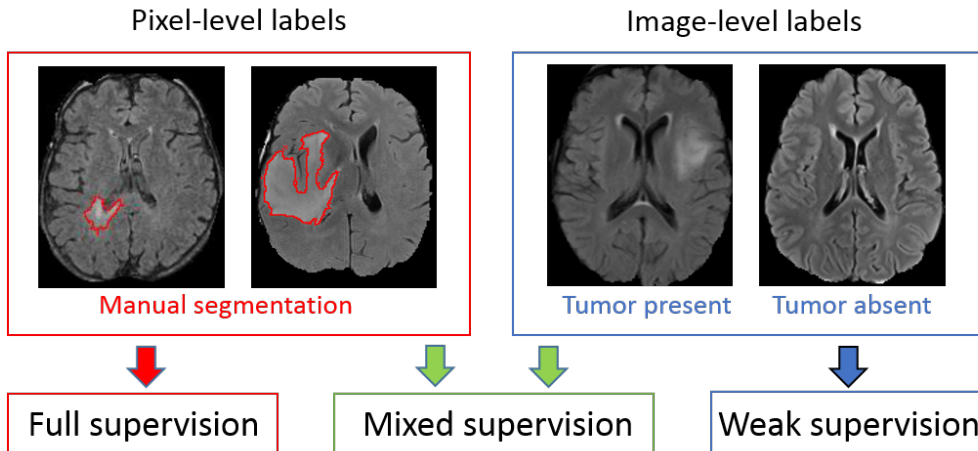 Pixel-level labels
Image-level labels
Manual segmentation
Tumor present
Tumor absent
Full supervision
Mixed supervision
Weak supervision